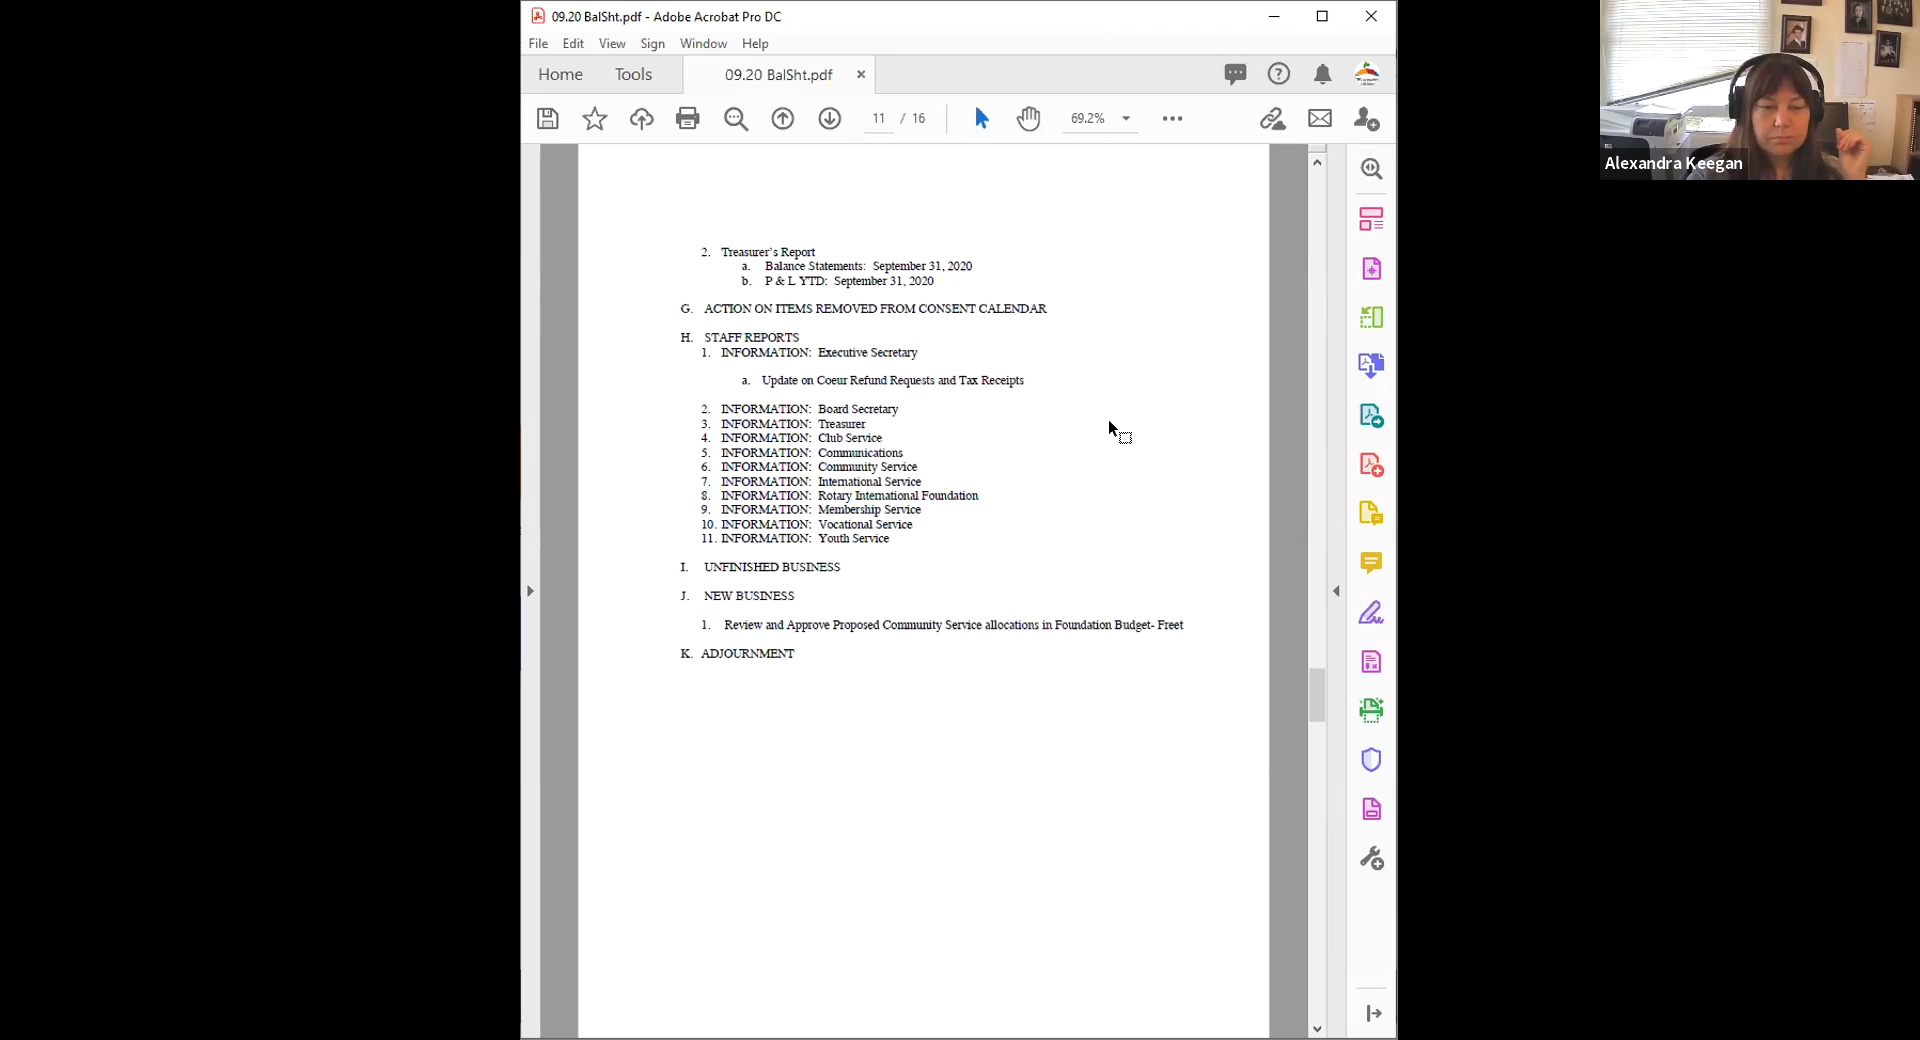 09.20 BalSht.pdf - Adobe Acrobat Pro DC
File Edit View Sign Window Help
Home Tools 09.20 BalSht.pdf
11 / 16 69.2%
Alexandra Keegan
2. Treasurer's Report
a. Balance Statements: September 31, 2020
b. P & L YTD: September 31, 2020
G. ACTION ON ITEMS REMOVED FROM CONSENT CALENDAR
H. STAFF REPORTS
1. INFORMATION: Executive Secretary
a. Update on Coeur Refund Requests and Tax Receipts
2. INFORMATION: Board Secretary
3. INFORMATION: Treasurer
4. INFORMATION: Club Service
5. INFORMATION: Communications
6. INFORMATION: Community Service
7. INFORMATION: International Service
8. INFORMATION: Rotary International Foundation
9. INFORMATION: Membership Service
10. INFORMATION: Vocational Service
11. INFORMATION: Youth Service
I. UNFINISHED BUSINESS
J. NEW BUSINESS
1. Review and Approve Proposed Community Service allocations in Foundation Budget- Freet
K. ADJOURNMENT